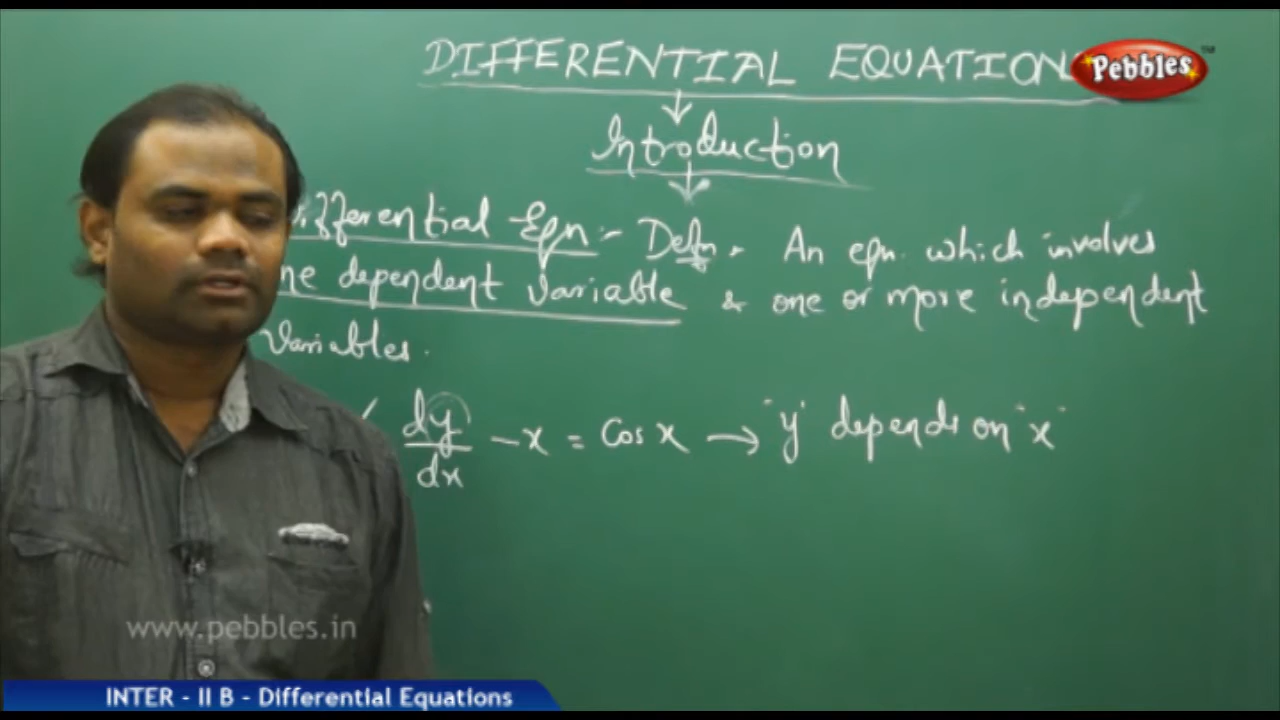 DIFFERENTIAL EQUATION
Pebbles™
Introduction
ifferential Eqn:- Defn. An eqn. which involves
ne dependent variable & one or more independent
Variables.
dy/dx - x = Cos x → 'y' depends on "x"
www.pebbles.in
INTER - II B - Differential Equations